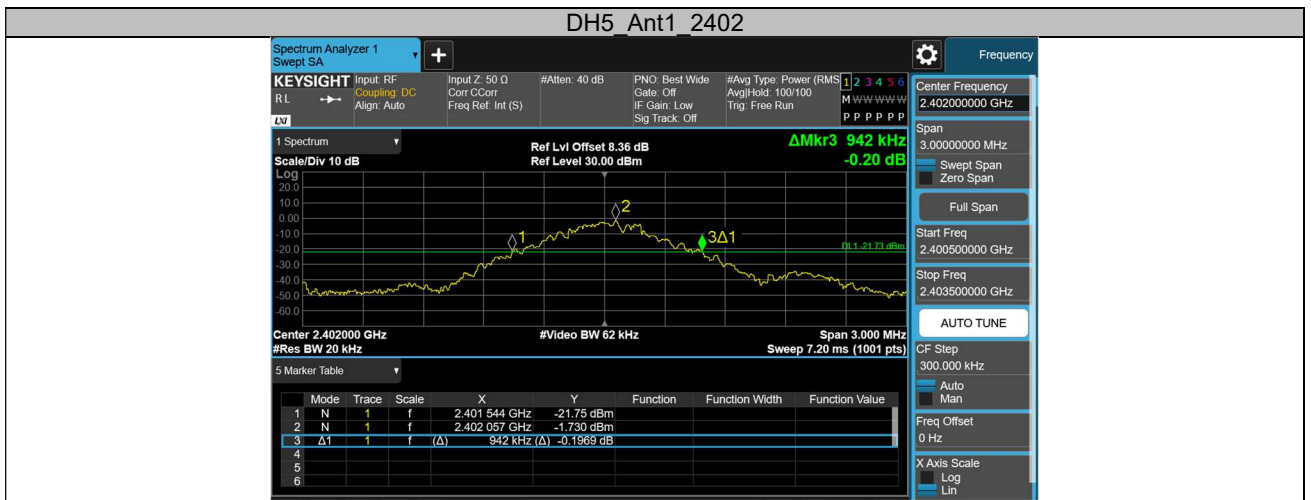 DH5_Ant1_2402
Spectrum Analyzer 1
Swept SA
Frequency
KEYSIGHT
RL
LXI
Input: RF
Coupling: DC
Align: Auto
Input Z: 50 Ω
Corr CCorr
Freq Ref: Int (S)
#Atten: 40 dB
PNO: Best Wide
Gate: Off
IF Gain: Low
Sig Track: Off
#Avg Type: Power (RMS
Avg|Hold: 100/100
Trig: Free Run
1 2 3 4 5 6
M W W W W W
P P P P P P
1 Spectrum
Scale/Div 10 dB
Ref Lvl Offset 8.36 dB
Ref Level 30.00 dBm
ΔMkr3 942 kHz
-0.20 dB
Log
20.0
10.0
0.00
-10.0
-20.0
-30.0
-40.0
-50.0
-60.0
1
2
3Δ1
DL1 -21.73 dBm
Center 2.402000 GHz
#Video BW 62 kHz
Span 3.000 MHz
#Res BW 20 kHz
Sweep 7.20 ms (1001 pts)
5 Marker Table
Mode Trace Scale X Y Function Function Width Function Value
1 N 1 f 2.401 544 GHz -21.75 dBm
2 N 1 f 2.402 057 GHz -1.730 dBm
3 Δ1 1 f (Δ) 942 kHz (Δ) -0.1969 dB
4
5
6
Center Frequency
2.402000000 GHz
Span
3.00000000 MHz
Swept Span
Zero Span
Full Span
Start Freq
2.400500000 GHz
Stop Freq
2.403500000 GHz
AUTO TUNE
CF Step
300.000 kHz
Auto
Man
Freq Offset
0 Hz
X Axis Scale
Log
Lin